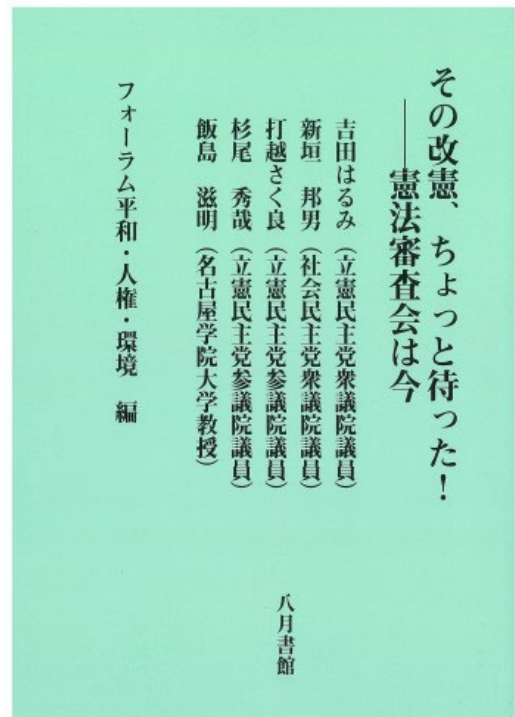 その改憲、ちょっと待った！
――憲法審査会は今
吉田はるみ（立憲民主党衆議院議員）
新垣　邦男（社会民主党衆議院議員）
打越さく良（立憲民主党参議院議員）
杉尾　秀哉（立憲民主党参議院議員）
飯島　滋明（名古屋学院大学教授）
フォーラム平和・人権・環境　編
八月書館